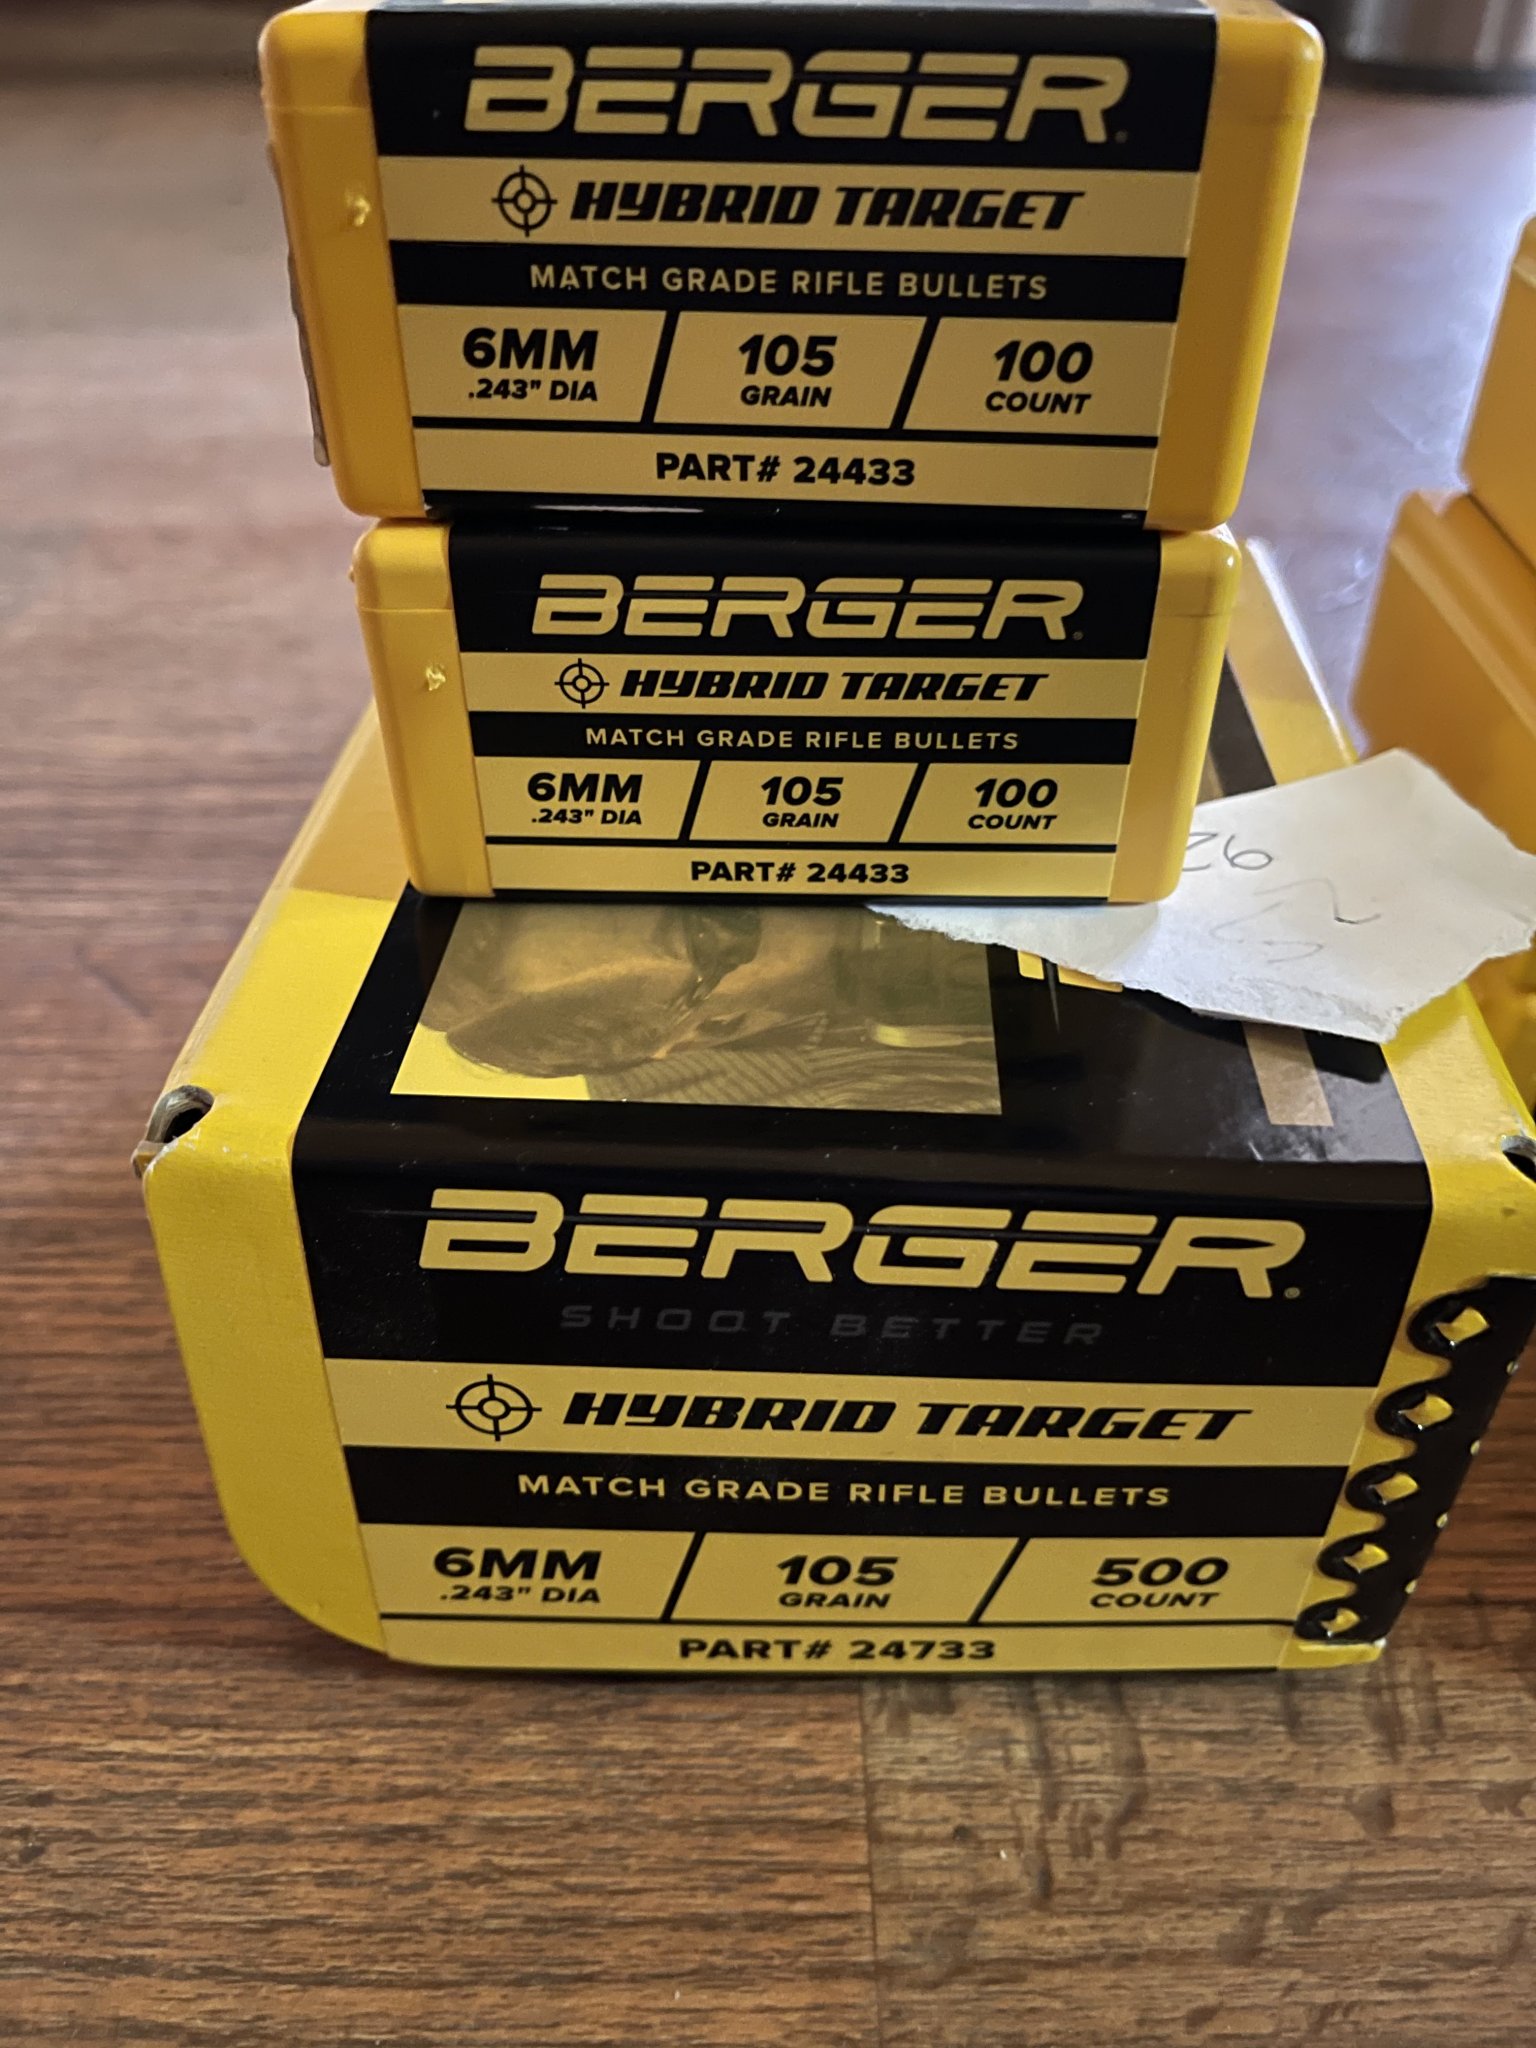 BERGER®
HYBRID TARGET
MATCH GRADE RIFLE BULLETS
6MM 105 100
.243" DIA GRAIN COUNT
PART# 24433
BERGER®
HYBRID TARGET
MATCH GRADE RIFLE BULLETS
6MM 105 100
.243" DIA GRAIN COUNT
PART# 24433
26
BERGER®
SHOOT BETTER
HYBRID TARGET
MATCH GRADE RIFLE BULLETS
6MM 105 500
.243" DIA GRAIN COUNT
PART# 24733